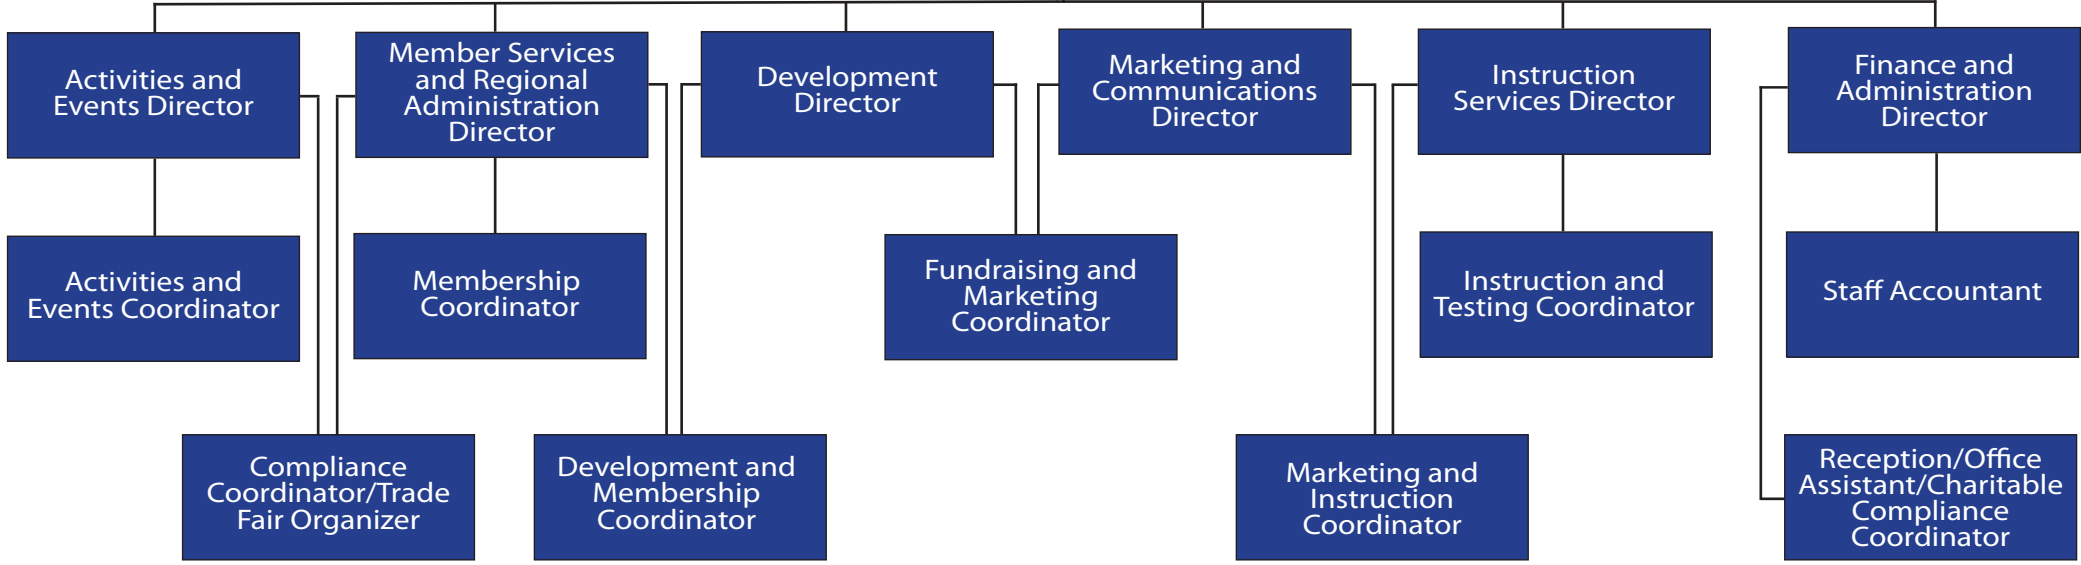 Activities and
Events Director
Member Services
and Regional
Administration
Director
Development
Director
Marketing and
Communications
Director
Instruction
Services Director
Finance and
Administration
Director
Activities and
Events Coordinator
Membership
Coordinator
Fundraising and
Marketing
Coordinator
Instruction and
Testing Coordinator
Staff Accountant
Compliance
Coordinator/Trade
Fair Organizer
Development and
Membership
Coordinator
Marketing and
Instruction
Coordinator
Reception/Office
Assistant/Charitable
Compliance
Coordinator